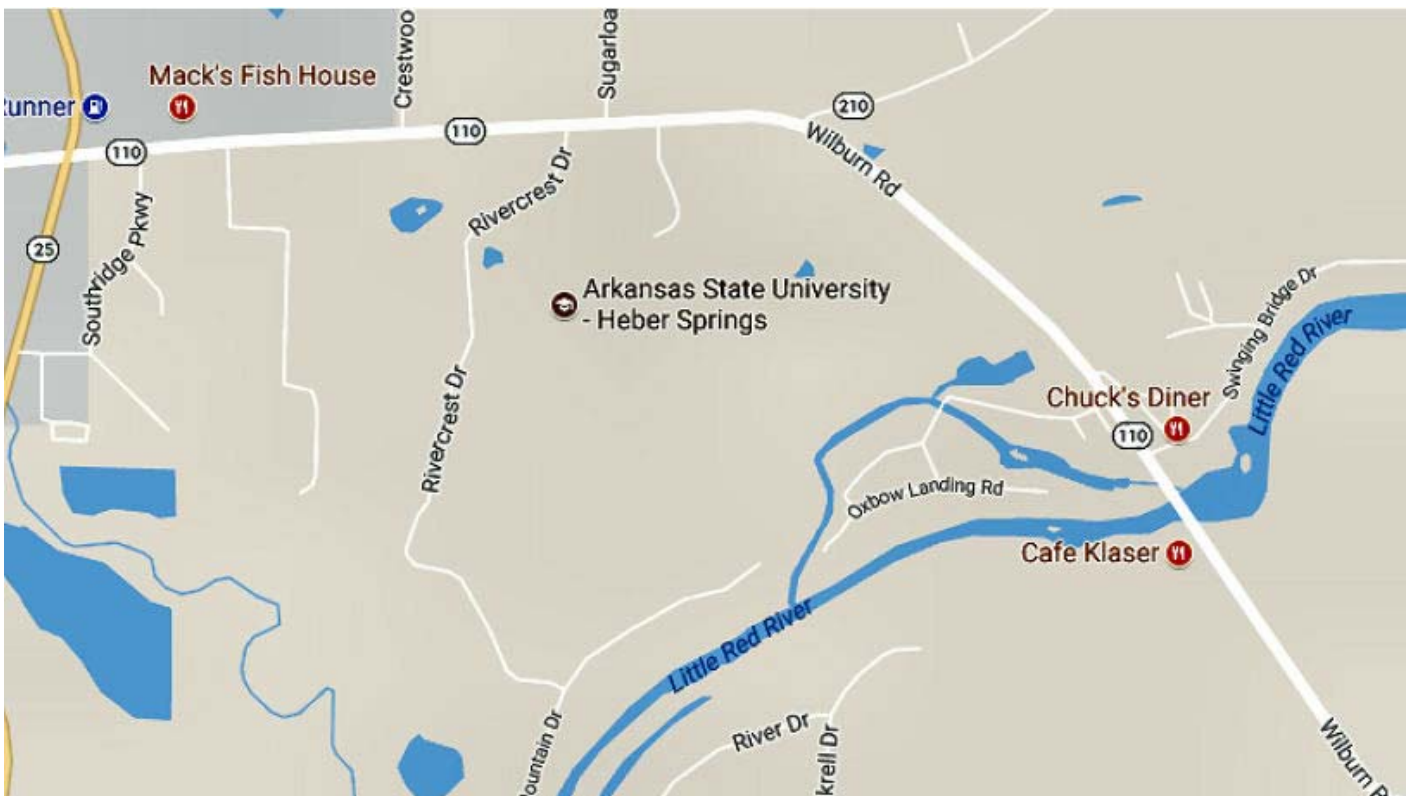 Crestwoo
Sugarloa
Mack's Fish House
Runner
210
110
110
Wilburn Rd
Rivercrest Dr
25
Southridge Pkwy
Arkansas State University
- Heber Springs
Swinging Bridge Dr
Little Red River
Rivercrest Dr
Chuck's Diner
110
Oxbow Landing Rd
Cafe Klaser
Little Red River
River Dr
ountain Dr
krell Dr
Wilburn R